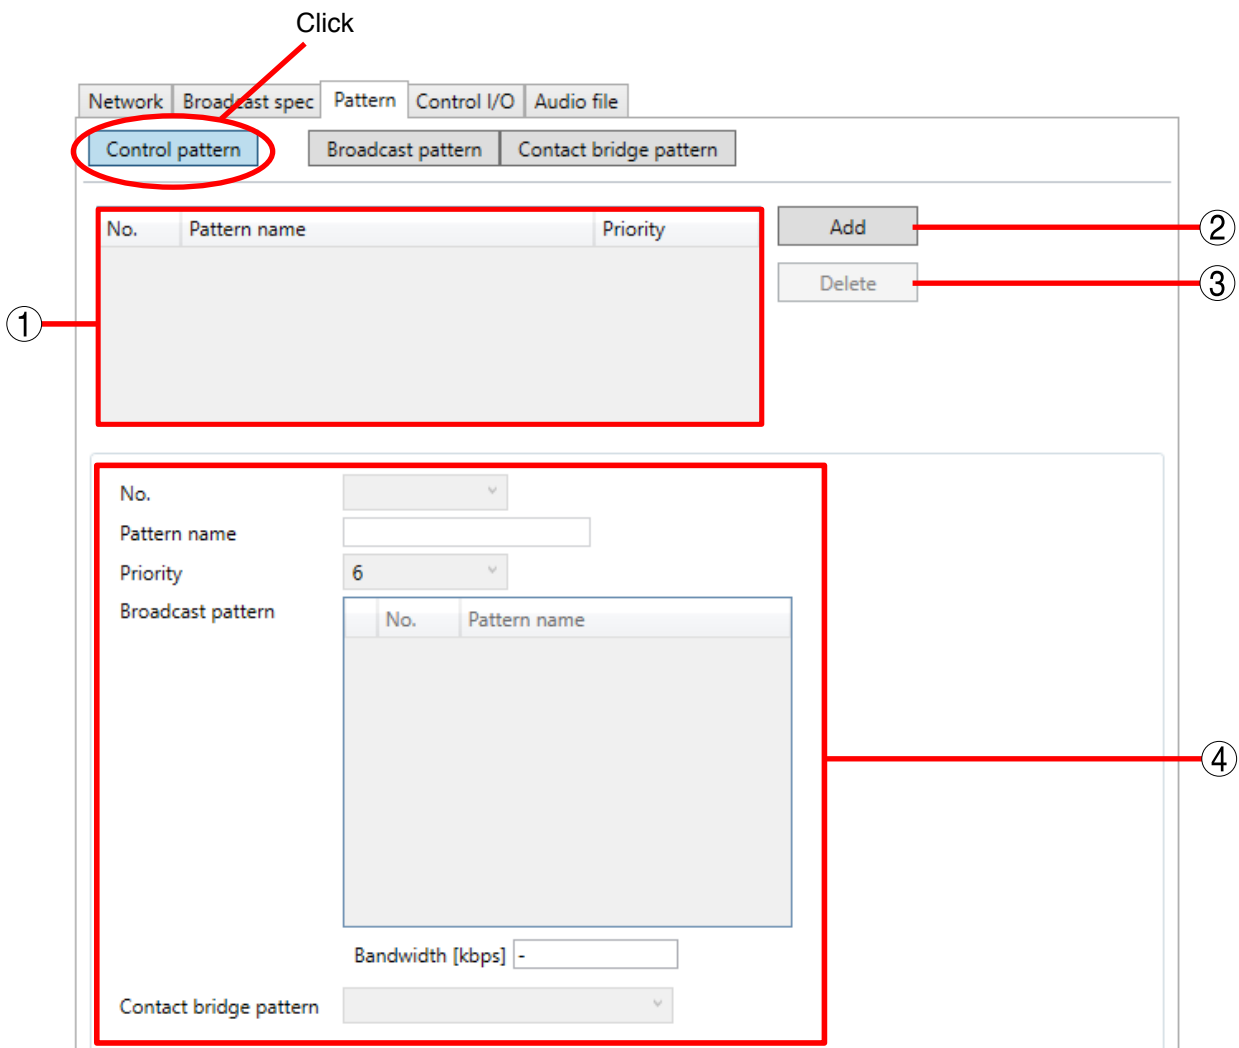 Click
Network Broadcast spec Pattern Control I/O Audio file
Control pattern Broadcast pattern Contact bridge pattern
No. Pattern name Priority Add ②
Delete ③
①
No.
Pattern name
Priority 6
Broadcast pattern No. Pattern name
④
Bandwidth [kbps] -
Contact bridge pattern